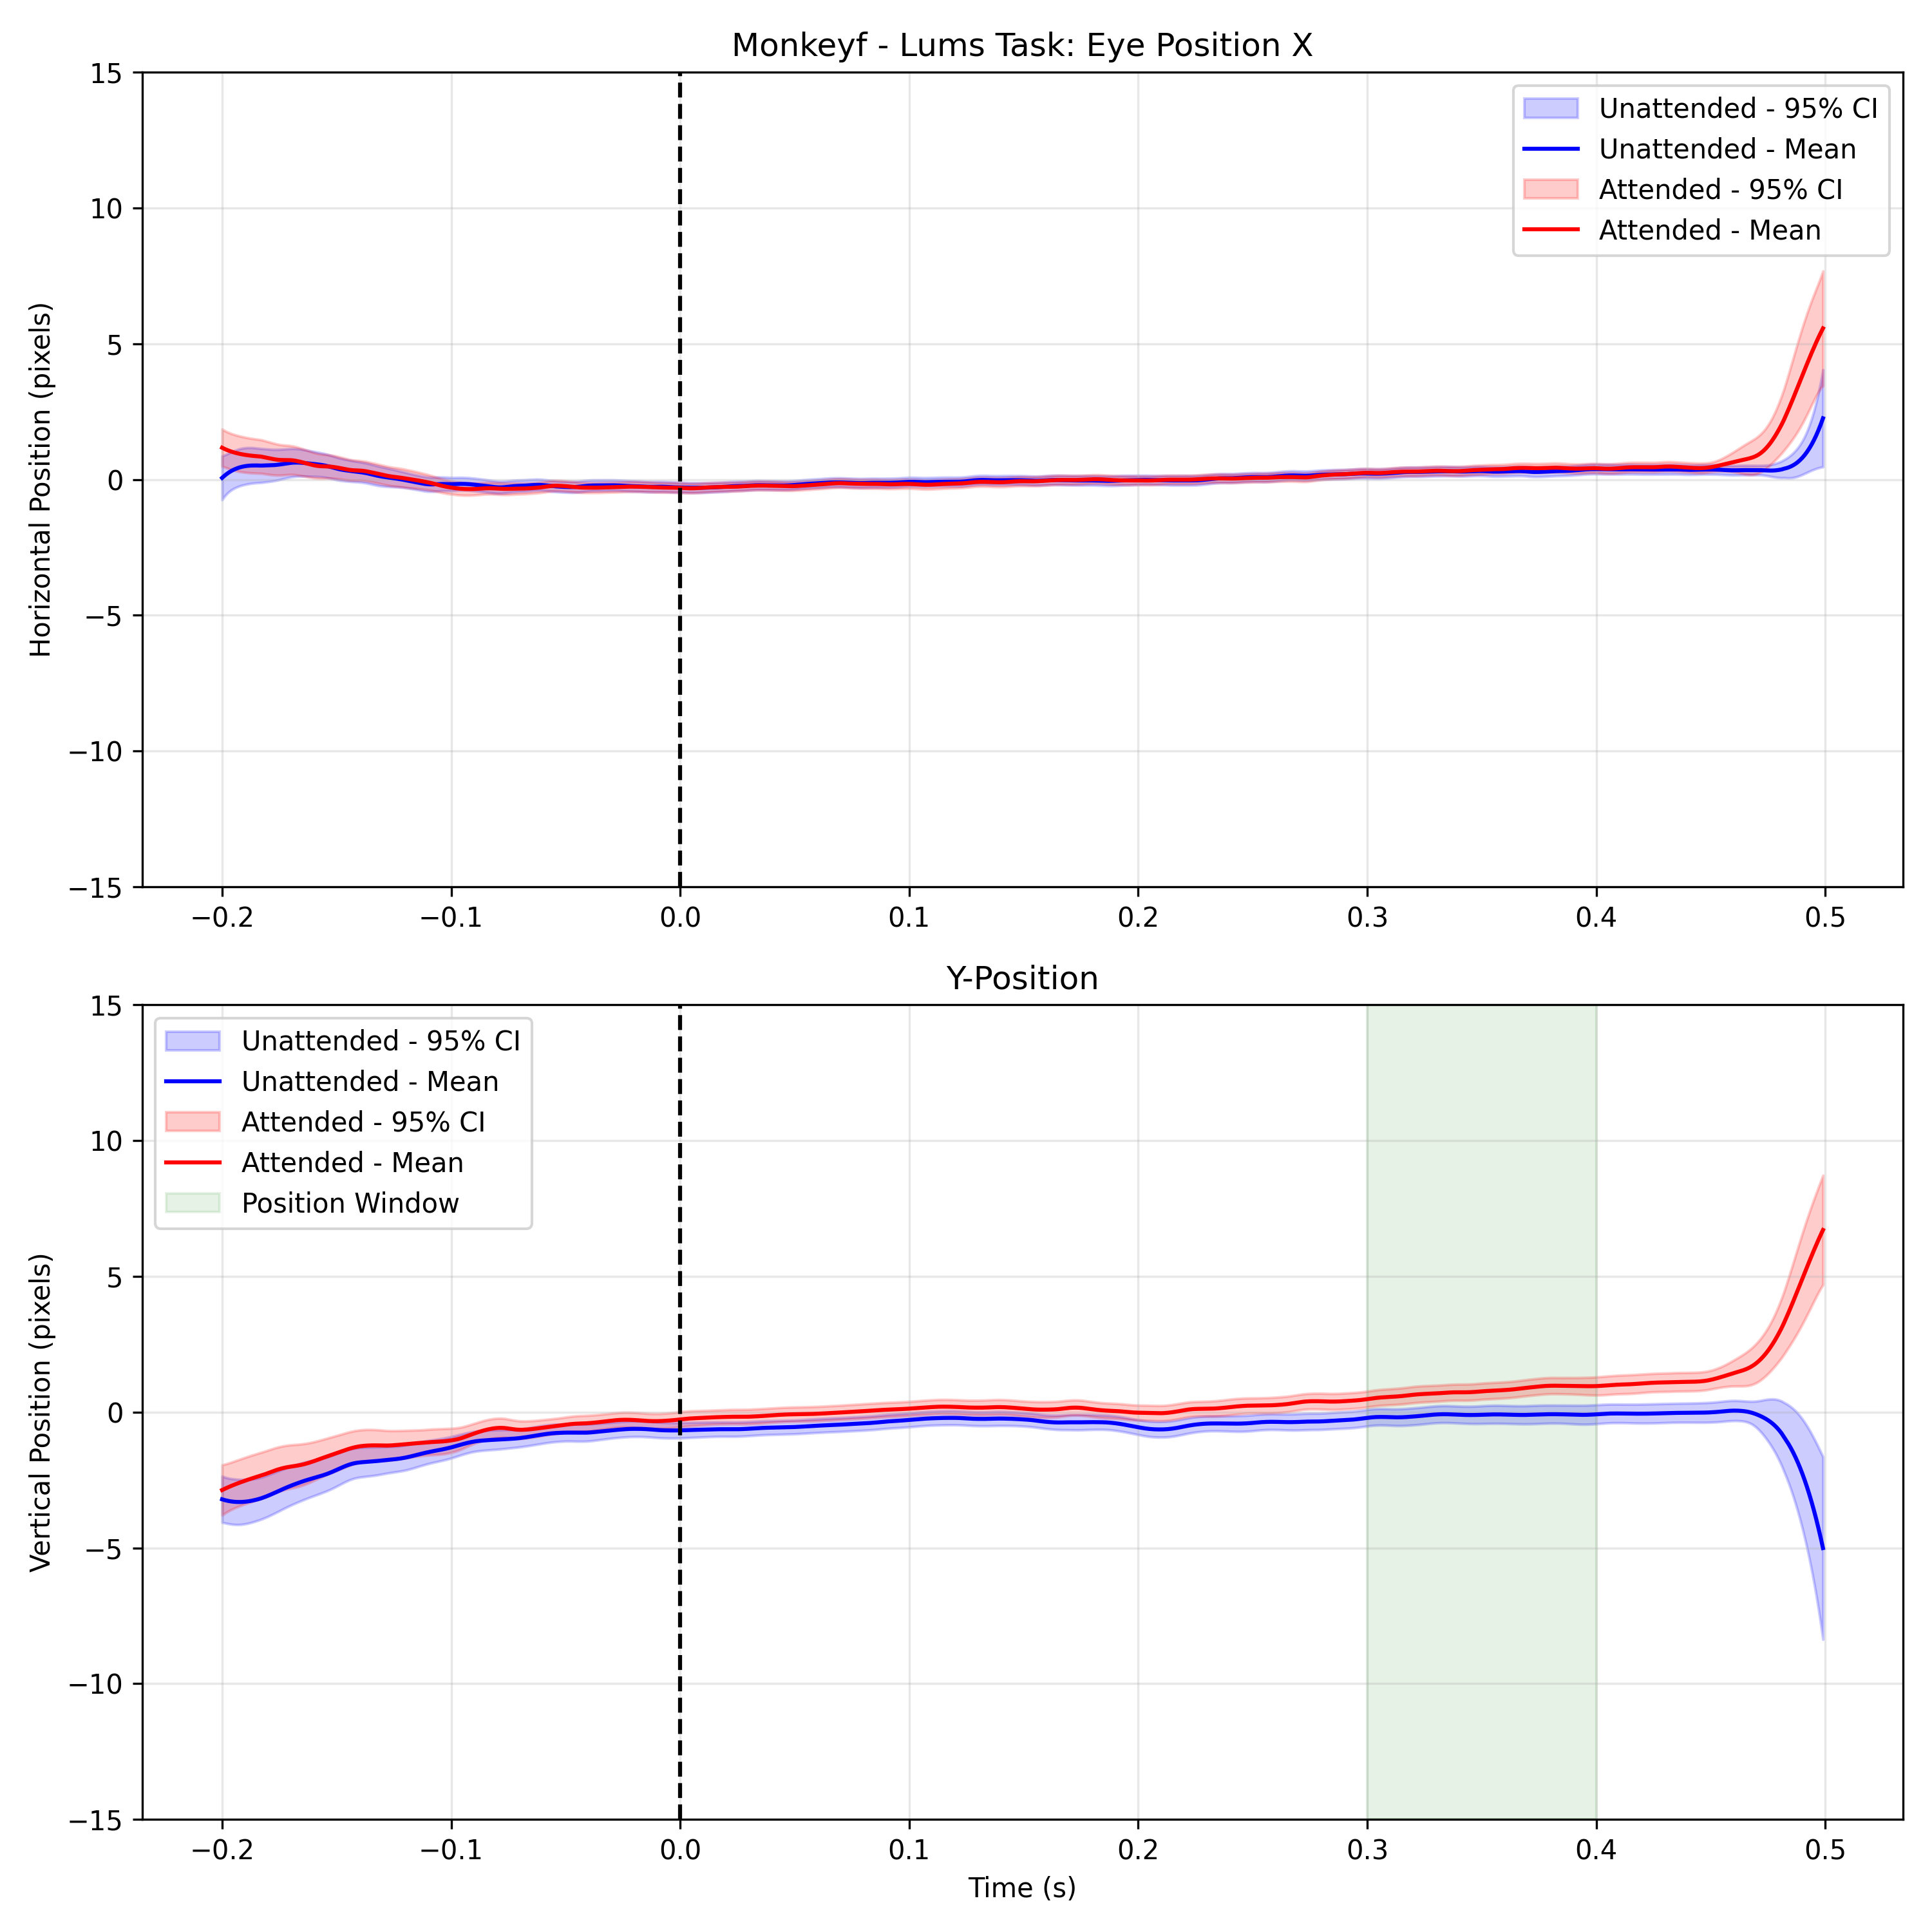 Monkeyf - Lums Task: Eye Position X
15
10
5
0
−5
−10
−15
Horizontal Position (pixels)
Unattended - 95% CI
Unattended - Mean
Attended - 95% CI
Attended - Mean
−0.2
−0.1
0.0
0.1
0.2
0.3
0.4
0.5
Y-Position
15
10
5
0
−5
−10
−15
Vertical Position (pixels)
Unattended - 95% CI
Unattended - Mean
Attended - 95% CI
Attended - Mean
Position Window
−0.2
−0.1
0.0
0.1
0.2
0.3
0.4
0.5
Time (s)